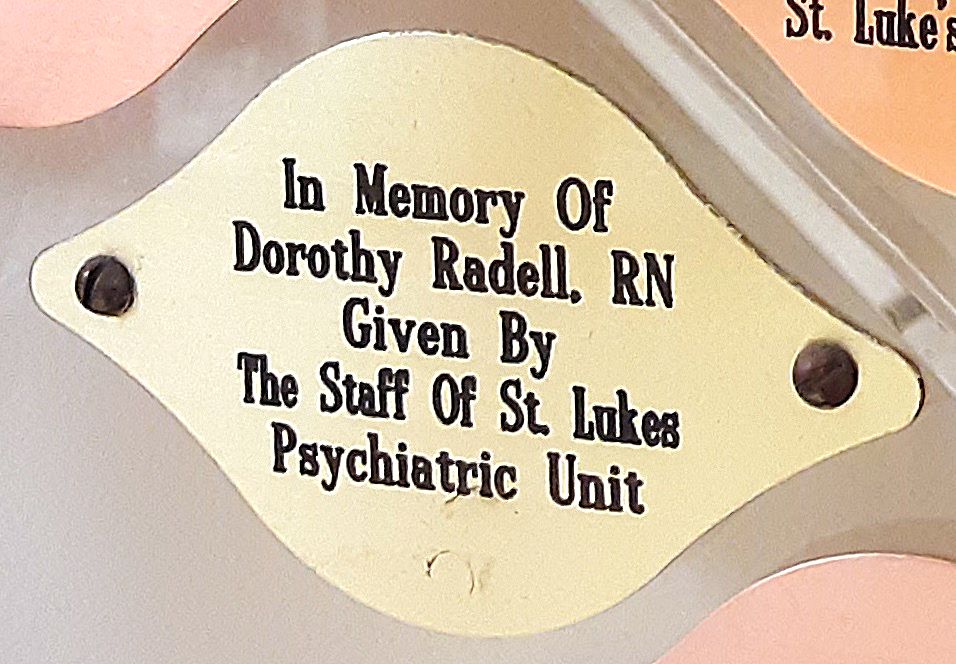 St. Luke's
In Memory Of
Dorothy Radell, RN
Given By
The Staff Of St. Lukes
Psychiatric Unit